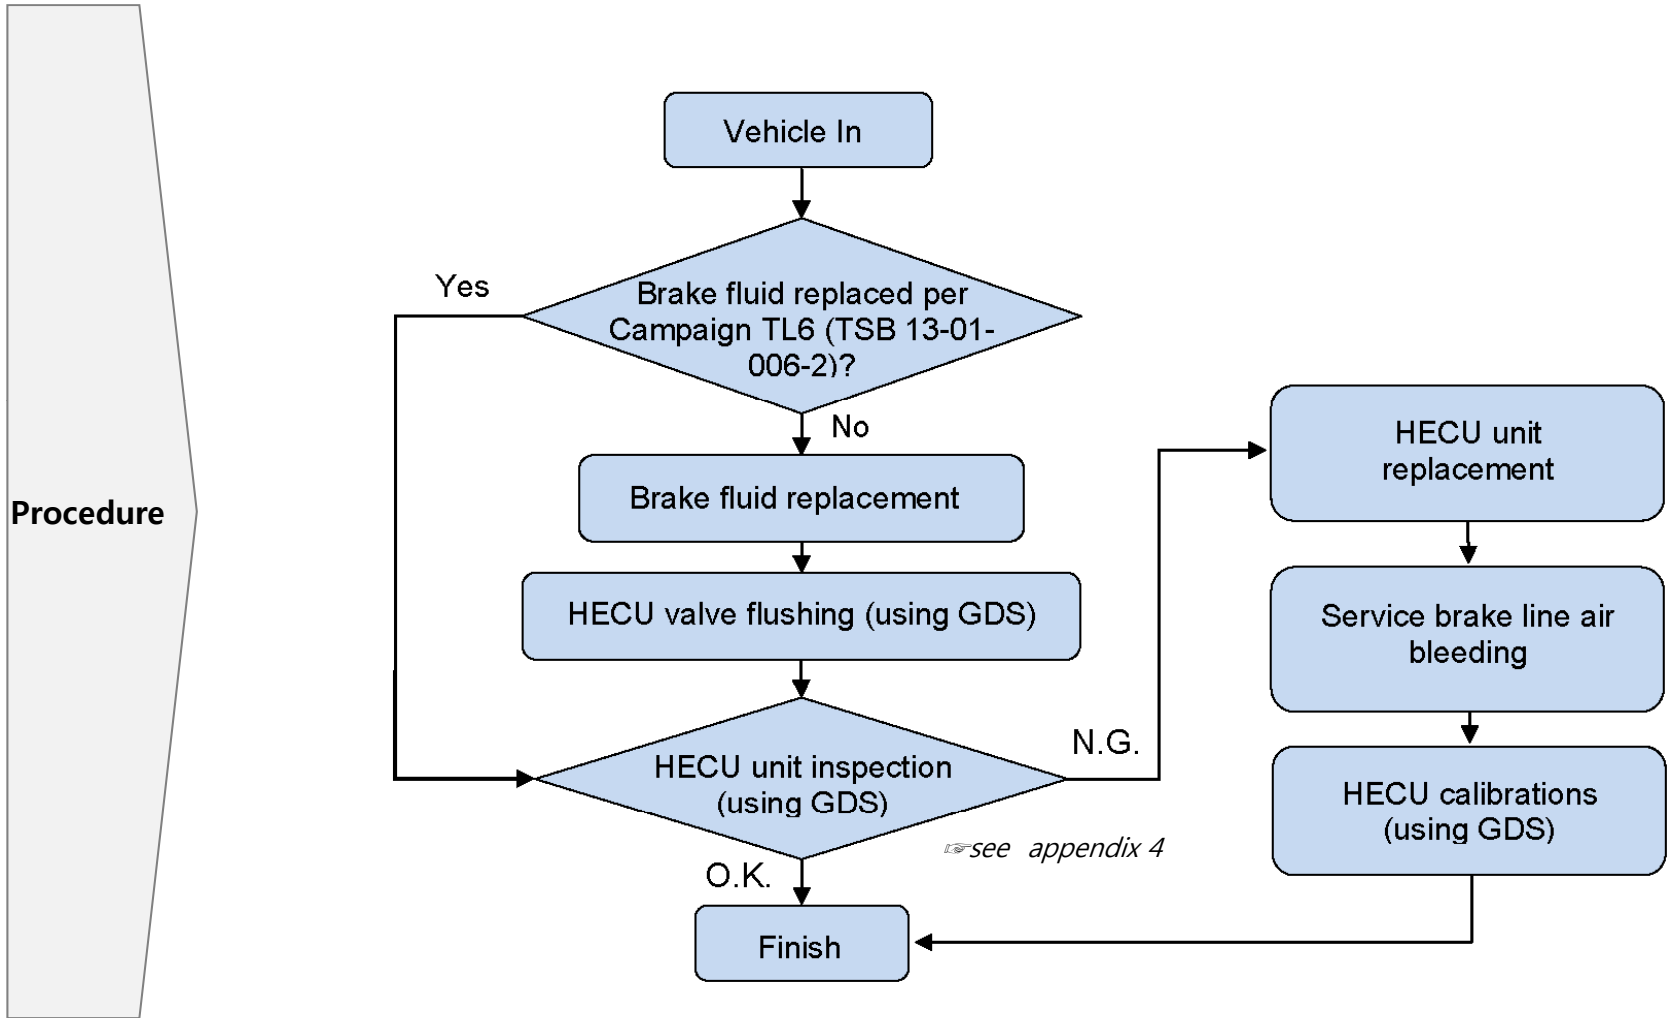 Procedure
Vehicle In
Yes
Brake fluid replaced per
Campaign TL6 (TSB 13-01-
006-2)?
No
Brake fluid replacement
HECU valve flushing (using GDS)
HECU unit inspection
(using GDS)
N.G.
☞see appendix 4
O.K.
Finish
HECU unit
replacement
Service brake line air
bleeding
HECU calibrations
(using GDS)